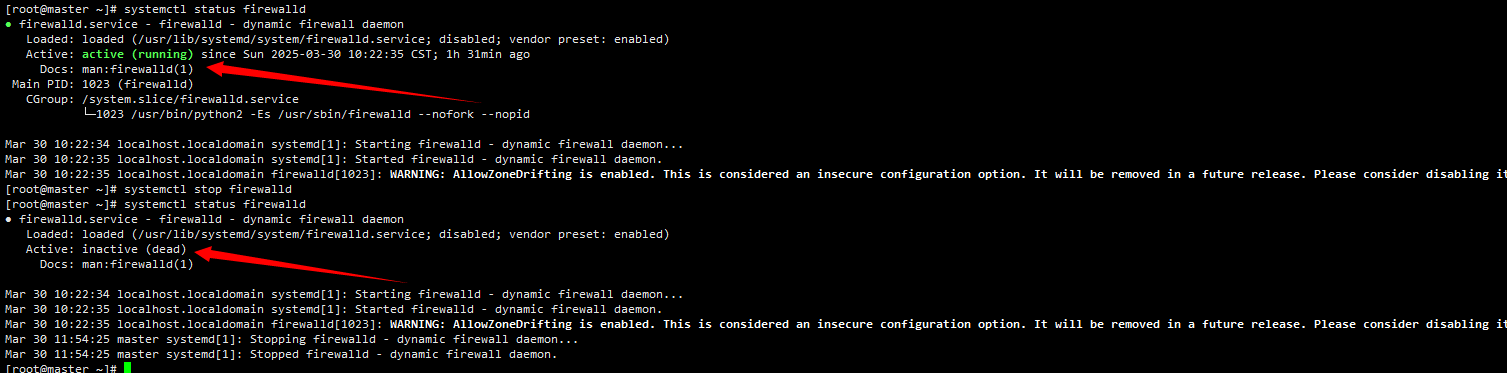 [root@master ~]# systemctl status firewalld
● firewalld.service - firewalld - dynamic firewall daemon
   Loaded: loaded (/usr/lib/systemd/system/firewalld.service; disabled; vendor preset: enabled)
   Active: active (running) since Sun 2025-03-30 10:22:35 CST; 1h 31min ago
     Docs: man:firewalld(1)
 Main PID: 1023 (firewalld)
   CGroup: /system.slice/firewalld.service
           └─1023 /usr/bin/python2 -Es /usr/sbin/firewalld --nofork --nopid
Mar 30 10:22:34 localhost.localdomain systemd[1]: Starting firewalld - dynamic firewall daemon...
Mar 30 10:22:35 localhost.localdomain systemd[1]: Started firewalld - dynamic firewall daemon.
Mar 30 10:22:35 localhost.localdomain firewalld[1023]: WARNING: AllowZoneDrifting is enabled. This is considered an insecure configuration option. It will be removed in a future release. Please consider disabling it
[root@master ~]# systemctl stop firewalld
[root@master ~]# systemctl status firewalld
● firewalld.service - firewalld - dynamic firewall daemon
   Loaded: loaded (/usr/lib/systemd/system/firewalld.service; disabled; vendor preset: enabled)
   Active: inactive (dead)
     Docs: man:firewalld(1)
Mar 30 10:22:34 localhost.localdomain systemd[1]: Starting firewalld - dynamic firewall daemon...
Mar 30 10:22:35 localhost.localdomain systemd[1]: Started firewalld - dynamic firewall daemon.
Mar 30 10:22:35 localhost.localdomain firewalld[1023]: WARNING: AllowZoneDrifting is enabled. This is considered an insecure configuration option. It will be removed in a future release. Please consider disabling it
Mar 30 11:54:25 master systemd[1]: Stopping firewalld - dynamic firewall daemon...
Mar 30 11:54:25 master systemd[1]: Stopped firewalld - dynamic firewall daemon.
[root@master ~]#